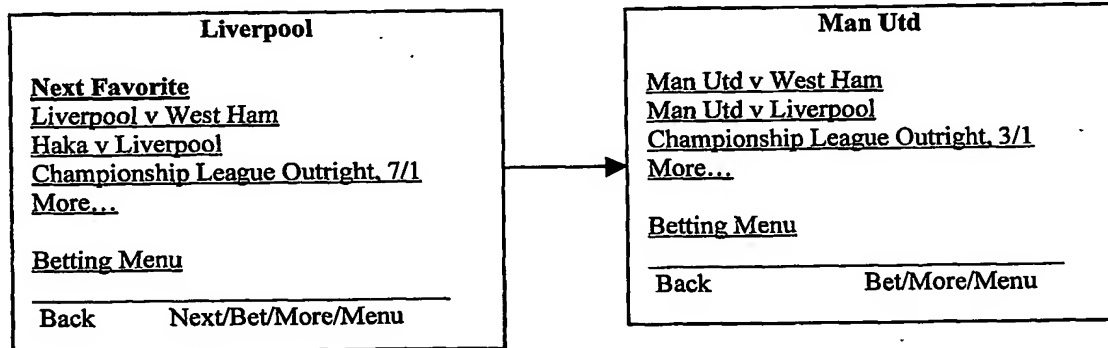 Liverpool
Next Favorite
Liverpool v West Ham
Haka v Liverpool
Championship League Outright, 7/1
More...
Betting Menu
Back Next/Bet/More/Menu
Man Utd
Man Utd v West Ham
Man Utd v Liverpool
Championship League Outright, 3/1
More...
Betting Menu
Back Bet/More/Menu